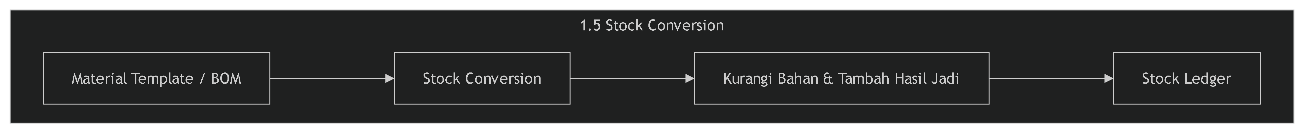 1.5 Stock Conversion
Material Template / BOM
Stock Conversion
Kurangi Bahan & Tambah Hasil Jadi
Stock Ledger